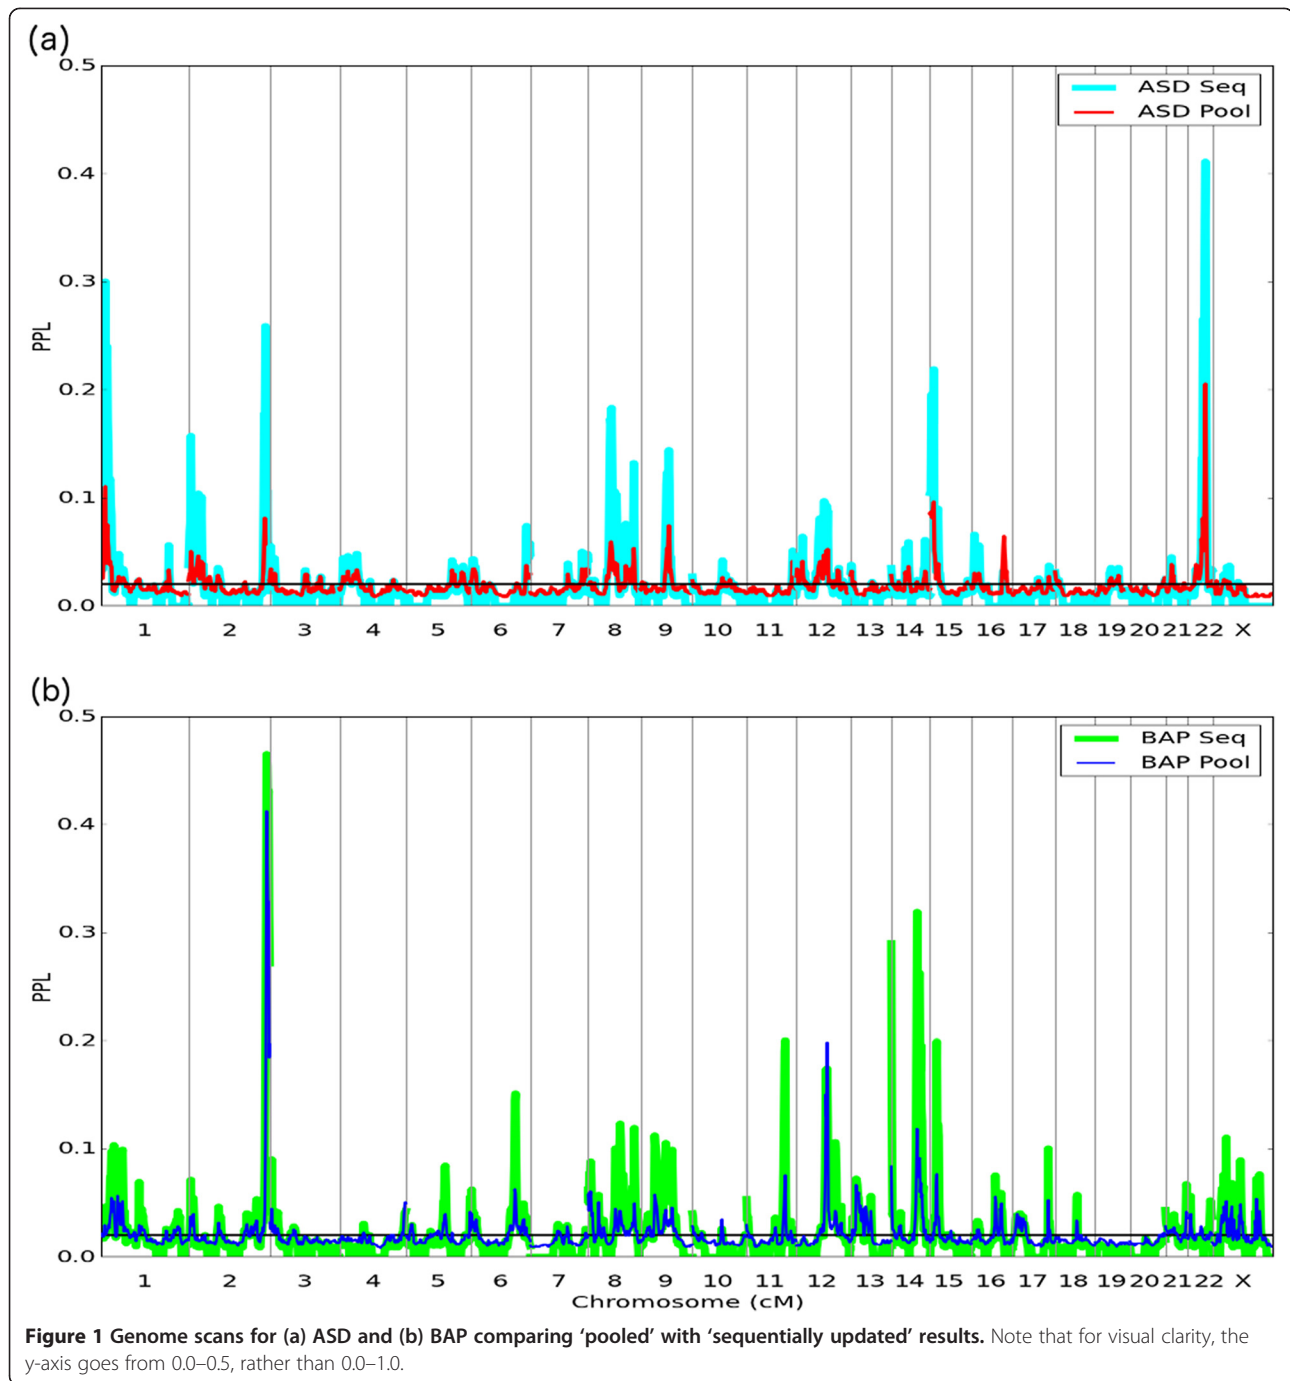 (a)
0.5
0.4
0.3
0.2
0.1
0.0
PPL
ASD Seq
ASD Pool
1 2 3 4 5 6 7 8 9 10 11 12 13 14 15 16 17 18 19 20 21 22 X
(b)
0.5
0.4
0.3
0.2
0.1
0.0
PPL
BAP Seq
BAP Pool
1 2 3 4 5 6 7 8 9 10 11 12 13 14 15 16 17 18 19 20 21 22 X
Chromosome (cM)
Figure 1 Genome scans for (a) ASD and (b) BAP comparing ‘pooled’ with ‘sequentially updated’ results. Note that for visual clarity, the
y-axis goes from 0.0–0.5, rather than 0.0–1.0.